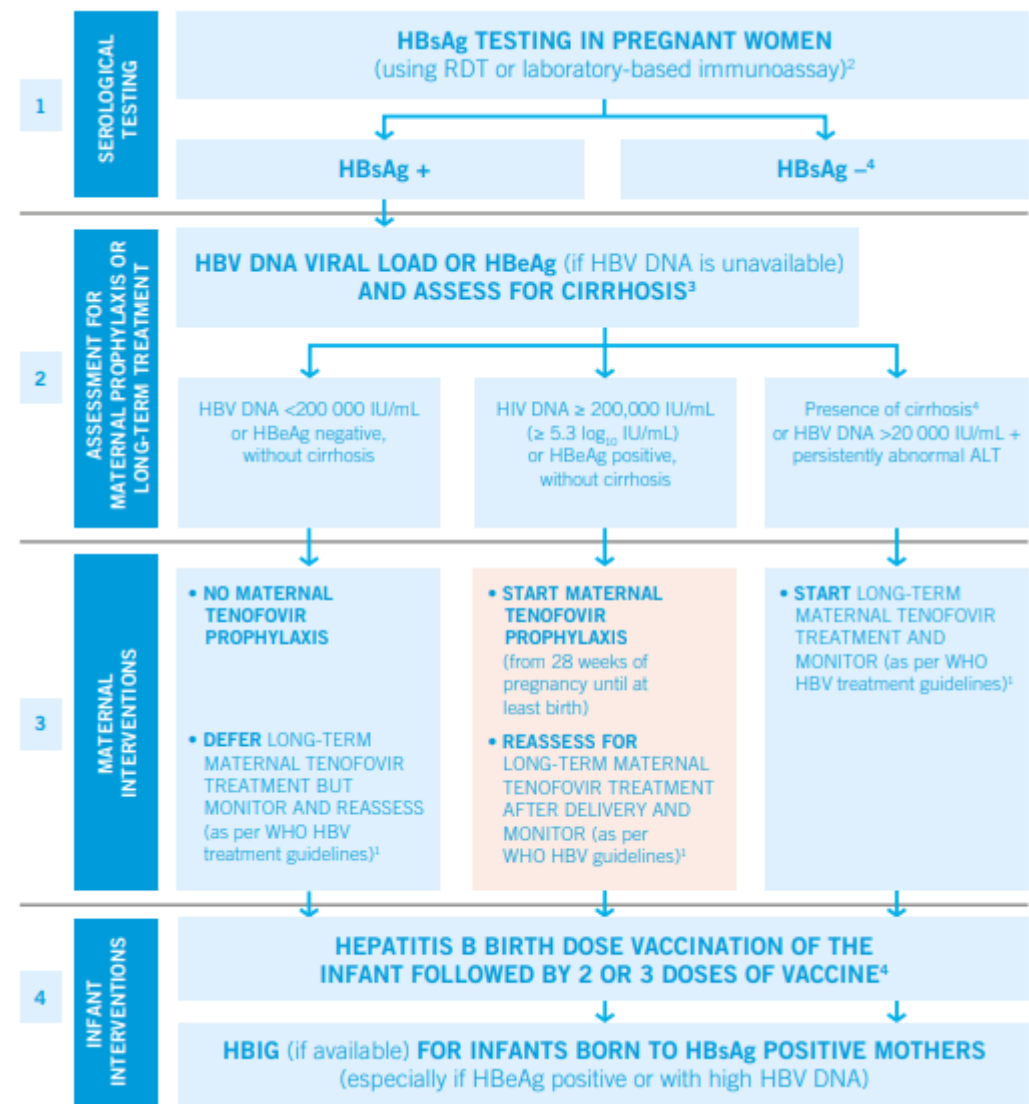 1
SEROLOGICAL
TESTING
HBsAg TESTING IN PREGNANT WOMEN
(using RDT or laboratory-based immunoassay)²
HBsAg +
HBsAg –⁴
2
ASSESSMENT FOR
MATERNAL PROPHYLAXIS OR
LONG-TERM TREATMENT
HBV DNA VIRAL LOAD OR HBeAg (if HBV DNA is unavailable)
AND ASSESS FOR CIRRHOSIS³
HBV DNA <200 000 IU/mL
or HBeAg negative,
without cirrhosis
HIV DNA ≥ 200,000 IU/mL
(≥ 5.3 log₁₀ IU/mL)
or HBeAg positive,
without cirrhosis
Presence of cirrhosis⁴
or HBV DNA >20 000 IU/mL +
persistently abnormal ALT
3
MATERNAL
INTERVENTIONS
• NO MATERNAL
TENOFOVIR
PROPHYLAXIS
• DEFER LONG-TERM
MATERNAL TENOFOVIR
TREATMENT BUT
MONITOR AND REASSESS
(as per WHO HBV
treatment guidelines)¹
• START MATERNAL
TENOFOVIR
PROPHYLAXIS
(from 28 weeks of
pregnancy until at
least birth)
• REASSESS FOR
LONG-TERM MATERNAL
TENOFOVIR TREATMENT
AFTER DELIVERY AND
MONITOR (as per
WHO HBV guidelines)¹
• START LONG-TERM
MATERNAL TENOFOVIR
TREATMENT AND
MONITOR (as per WHO
HBV treatment guidelines)¹
4
INFANT
INTERVENTIONS
HEPATITIS B BIRTH DOSE VACCINATION OF THE
INFANT FOLLOWED BY 2 OR 3 DOSES OF VACCINE⁴
HBIG (if available) FOR INFANTS BORN TO HBsAg POSITIVE MOTHERS
(especially if HBeAg positive or with high HBV DNA)